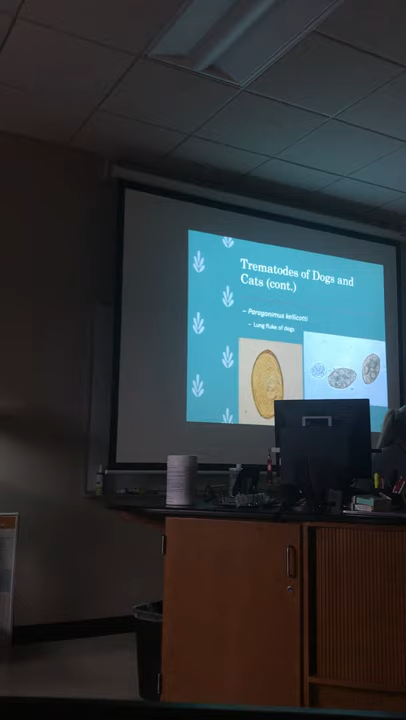 Trematodes of Dogs and
Cats (cont.)
– Paragonimus kellicotti
– Lung fluke of dogs